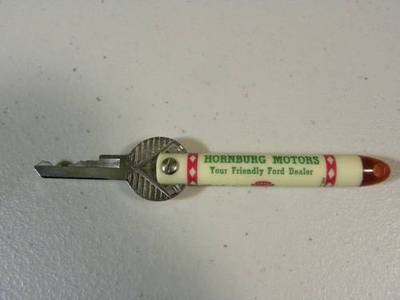 HORNBURG MOTORS
Your Friendly Ford Dealer